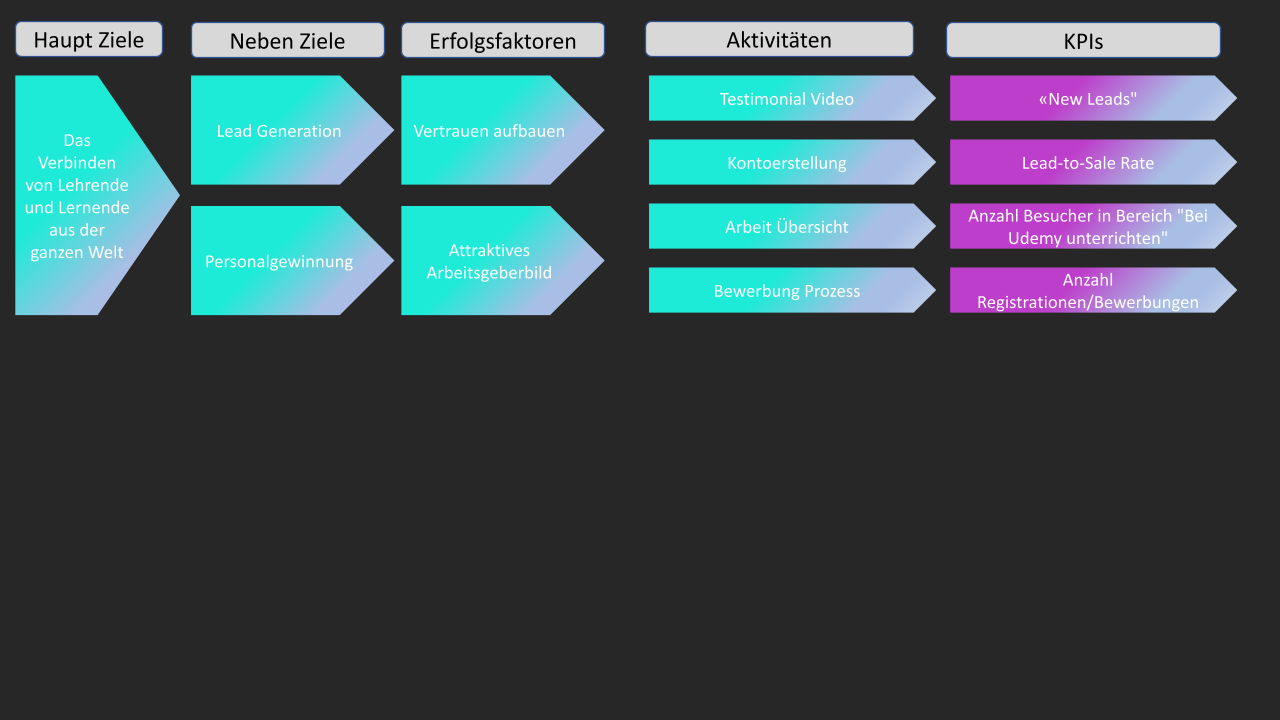 Haupt Ziele
Neben Ziele
Erfolgsfaktoren
Aktivitäten
KPIs
Das
Verbinden
von Lehrende
und Lernende
aus der
ganzen Welt
Lead Generation
Personalgewinnung
Vertrauen aufbauen
Attraktives
Arbeitsgeberbild
Testimonial Video
Kontoerstellung
Arbeit Übersicht
Bewerbung Prozess
«New Leads"
Lead-to-Sale Rate
Anzahl Besucher in Bereich "Bei
Udemy unterrichten"
Anzahl
Registrationen/Bewerbungen